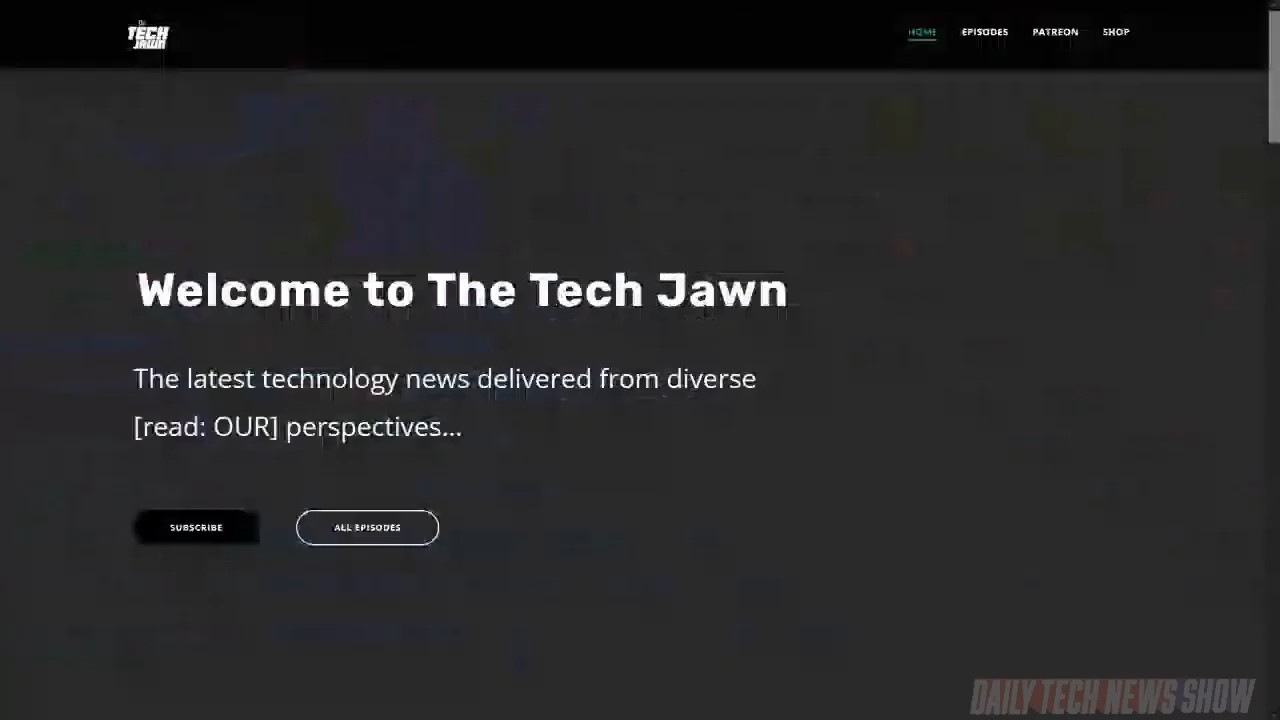 The
TECH
JAWN
HOME EPISODES PATREON SHOP
Welcome to The Tech Jawn
The latest technology news delivered from diverse
[read: OUR] perspectives...
SUBSCRIBE ALL EPISODES
DAILY TECH NEWS SHOW